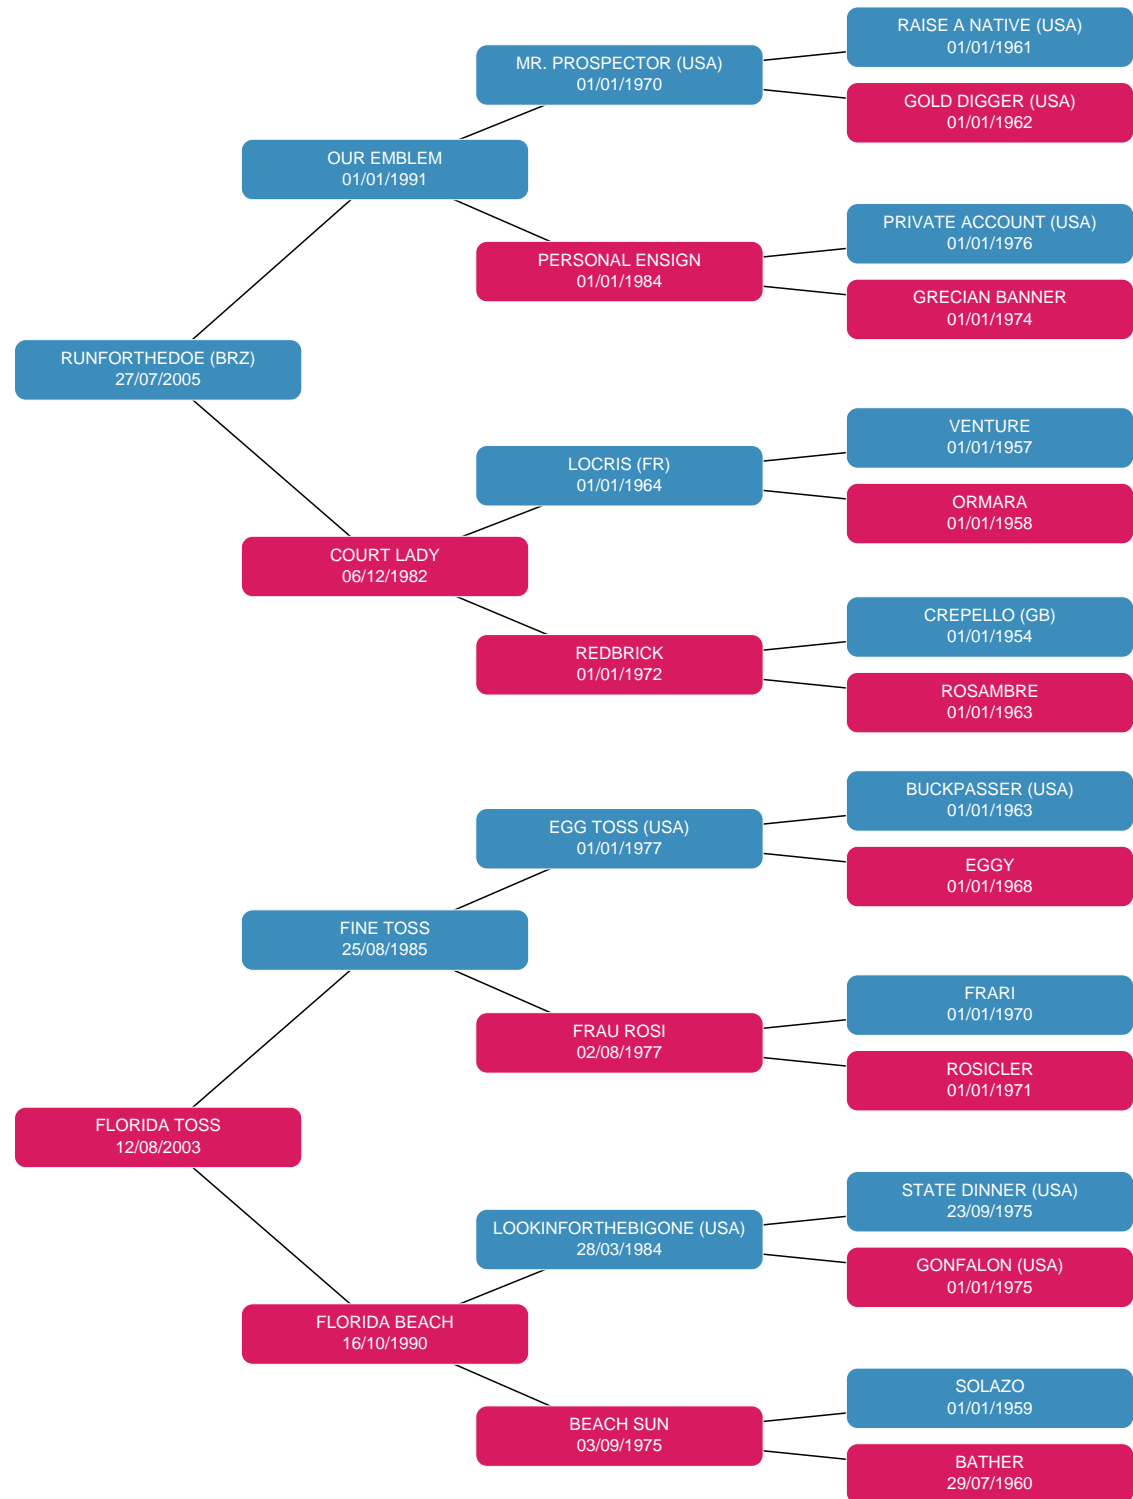 RAISE A NATIVE (USA)
01/01/1961
MR. PROSPECTOR (USA)
01/01/1970
GOLD DIGGER (USA)
01/01/1962
OUR EMBLEM
01/01/1991
PRIVATE ACCOUNT (USA)
01/01/1976
PERSONAL ENSIGN
01/01/1984
GRECIAN BANNER
01/01/1974
RUNFORTHEDOE (BRZ)
27/07/2005
VENTURE
01/01/1957
LOCRIS (FR)
01/01/1964
ORMARA
01/01/1958
COURT LADY
06/12/1982
CREPELLO (GB)
01/01/1954
REDBRICK
01/01/1972
ROSAMBRE
01/01/1963
BUCKPASSER (USA)
01/01/1963
EGG TOSS (USA)
01/01/1977
EGGY
01/01/1968
FINE TOSS
25/08/1985
FRARI
01/01/1970
FRAU ROSI
02/08/1977
ROSICLER
01/01/1971
FLORIDA TOSS
12/08/2003
STATE DINNER (USA)
23/09/1975
LOOKINFORTHEBIGONE (USA)
28/03/1984
GONFALON (USA)
01/01/1975
FLORIDA BEACH
16/10/1990
SOLAZO
01/01/1959
BEACH SUN
03/09/1975
BATHER
29/07/1960